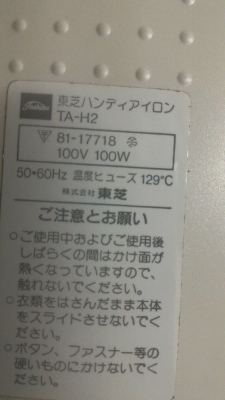 Toshiba 東芝ハンディアイロン
TA-H2
81-17718
100V 100W
50・60Hz 温度ヒューズ 129℃
株式会社 東芝
ご注意とお願い
○ご使用中およびご使用後
しばらくの間はかけ面が
熱くなっていますので、
触れないでください。
○衣類をはさんだまま本体
をスライドさせないでく
ださい。
○ボタン、ファスナー等の
硬いものにかけないでく
ださい。